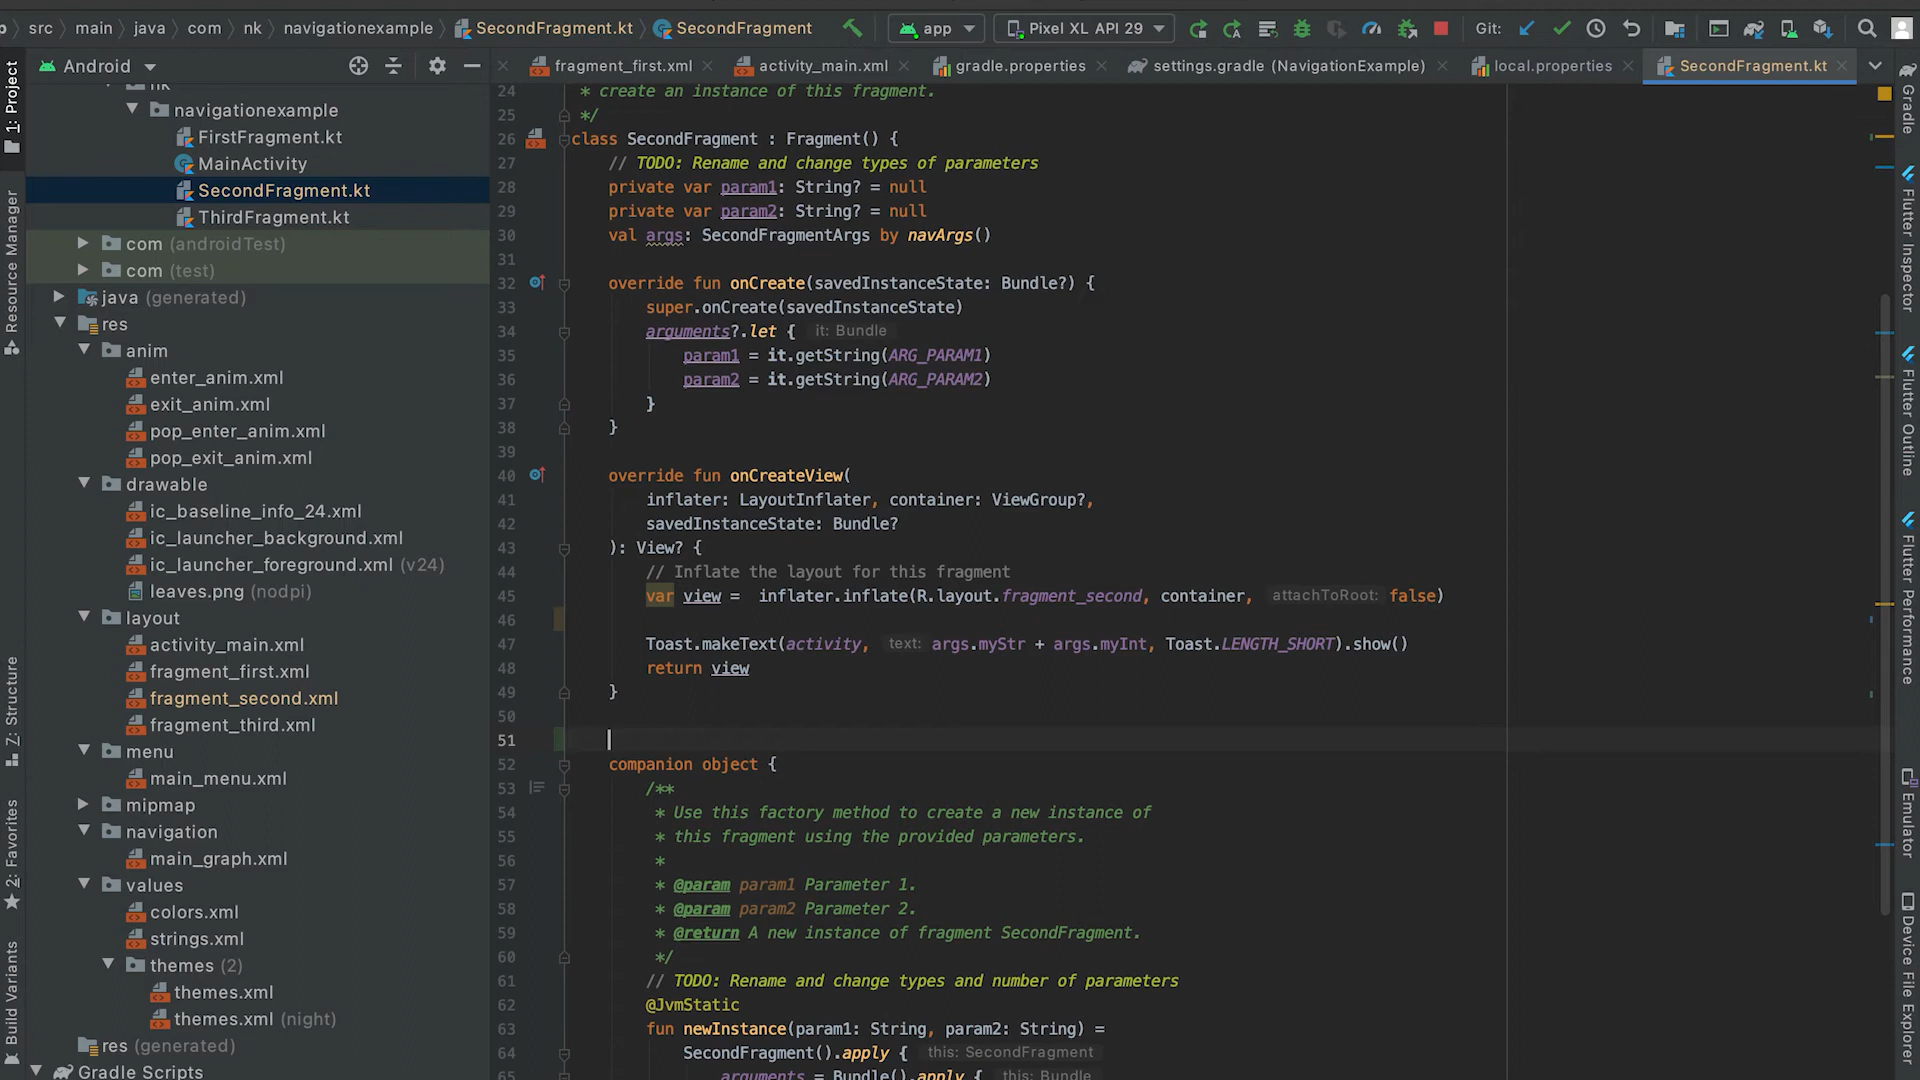 src main java com nk navigationexample SecondFragment.kt SecondFragment app Pixel XL API 29 Git:
1: Project
Resource Manager
Z: Structure
2: Favorites
Build Variants
Android
nk
navigationexample
FirstFragment.kt
MainActivity
SecondFragment.kt
ThirdFragment.kt
com (androidTest)
com (test)
java (generated)
res
anim
enter_anim.xml
exit_anim.xml
pop_enter_anim.xml
pop_exit_anim.xml
drawable
ic_baseline_info_24.xml
ic_launcher_background.xml
ic_launcher_foreground.xml (v24)
leaves.png (nodpi)
layout
activity_main.xml
fragment_first.xml
fragment_second.xml
fragment_third.xml
menu
main_menu.xml
mipmap
navigation
main_graph.xml
values
colors.xml
strings.xml
themes (2)
themes.xml
themes.xml (night)
res (generated)
Gradle Scripts
fragment_first.xml activity_main.xml gradle.properties settings.gradle (NavigationExample) local.properties SecondFragment.kt
24 * create an instance of this fragment.
25 */
26 class SecondFragment : Fragment() {
27 // TODO: Rename and change types of parameters
28 private var param1: String? = null
29 private var param2: String? = null
30 val args: SecondFragmentArgs by navArgs()
31
32 override fun onCreate(savedInstanceState: Bundle?) {
33 super.onCreate(savedInstanceState)
34 arguments?.let { it: Bundle
35 param1 = it.getString(ARG_PARAM1)
36 param2 = it.getString(ARG_PARAM2)
37 }
38 }
39
40 override fun onCreateView(
41 inflater: LayoutInflater, container: ViewGroup?,
42 savedInstanceState: Bundle?
43 ): View? {
44 // Inflate the layout for this fragment
45 var view = inflater.inflate(R.layout.fragment_second, container, attachToRoot: false)
46
47 Toast.makeText(activity, text: args.myStr + args.myInt, Toast.LENGTH_SHORT).show()
48 return view
49 }
50
51
52 companion object {
53 /**
54 * Use this factory method to create a new instance of
55 * this fragment using the provided parameters.
56 *
57 * @param param1 Parameter 1.
58 * @param param2 Parameter 2.
59 * @return A new instance of fragment SecondFragment.
60 */
61 // TODO: Rename and change types and number of parameters
62 @JvmStatic
63 fun newInstance(param1: String, param2: String) =
64 SecondFragment().apply { this: SecondFragment
65 arguments = Bundle().apply { this: Bundle
Gradle
Flutter Inspector
Flutter Outline
Flutter Performance
Emulator
Device File Explorer